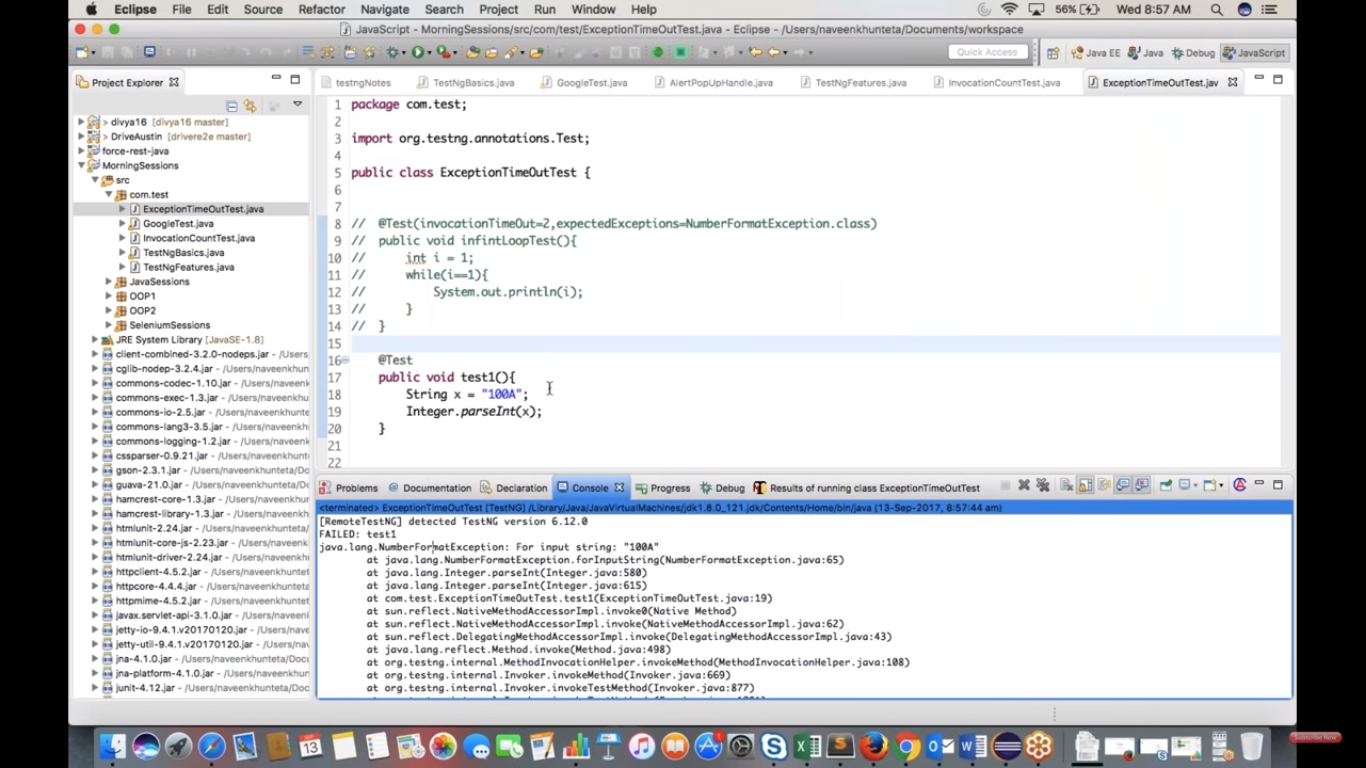 Eclipse File Edit Source Refactor Navigate Search Project Run Window Help 56% Wed 8:57 AM
JavaScript - MorningSessions/src/com/test/ExceptionTimeOutTest.java - Eclipse - /Users/naveenkhunteta/Documents/workspace
Quick Access Java EE Java Debug JavaScript
Project Explorer
testngNotes TestNgBasics.java GoogleTest.java AlertPopUpHandle.java TestNgFeatures.java InvocationCountTest.java ExceptionTimeOutTest.jav
> divya16 [divya16 master]
> DriveAustin [drivere2e master]
force-rest-java
MorningSessions
src
com.test
ExceptionTimeOutTest.java
GoogleTest.java
InvocationCountTest.java
TestNgBasics.java
TestNgFeatures.java
JavaSessions
OOP1
OOP2
SeleniumSessions
JRE System Library [JavaSE-1.8]
client-combined-3.2.0-nodeps.jar - /Users
cglib-nodep-3.2.4.jar - /Users/naveenkhu
commons-codec-1.10.jar - /Users/naveen
commons-exec-1.3.jar - /Users/naveenkh
commons-io-2.5.jar - /Users/naveenkhunt
commons-lang3-3.5.jar - /Users/naveenk
commons-logging-1.2.jar - /Users/naveen
cssparser-0.9.21.jar - /Users/naveenkhun
gson-2.3.1.jar - /Users/naveenkhunteta/D
guava-21.0.jar - /Users/naveenkhunteta/D
hamcrest-core-1.3.jar - /Users/naveenkhu
hamcrest-library-1.3.jar - /Users/naveenk
htmlunit-2.24.jar - /Users/naveenkhuntet
htmlunit-core-js-2.23.jar - /Users/naveen
htmlunit-driver-2.24.jar - /Users/naveenk
httpclient-4.5.2.jar - /Users/naveenkhunt
httpcore-4.4.4.jar - /Users/naveenkhunte
httpmime-4.5.2.jar - /Users/naveenkhunt
javax.servlet-api-3.1.0.jar - /Users/navee
jetty-io-9.4.1.v20170120.jar - /Users/nave
jetty-util-9.4.1.v20170120.jar - /Users/na
jna-4.1.0.jar - /Users/naveenkhunteta/Docu
jna-platform-4.1.0.jar - /Users/naveenkh
junit-4.12.jar - /Users/naveenkhunteta/Do
1 package com.test;
2
3 import org.testng.annotations.Test;
4
5 public class ExceptionTimeOutTest {
6
7
8 // @Test(invocationTimeOut=2,expectedExceptions=NumberFormatException.class)
9 // public void infintLoopTest(){
10 // int i = 1;
11 // while(i==1){
12 // System.out.println(i);
13 // }
14 // }
15
16 @Test
17 public void test1(){
18 String x = "100A";
19 Integer.parseInt(x);
20 }
21
22
Problems Documentation Declaration Console Progress Debug Results of running class ExceptionTimeOutTest
<terminated> ExceptionTimeOutTest [TestNG] /Library/Java/JavaVirtualMachines/jdk1.8.0_121.jdk/Contents/Home/bin/java (13-Sep-2017, 8:57:44 am)
[RemoteTestNG] detected TestNG version 6.12.0
FAILED: test1
java.lang.NumberFormatException: For input string: "100A"
at java.lang.NumberFormatException.forInputString(NumberFormatException.java:65)
at java.lang.Integer.parseInt(Integer.java:580)
at java.lang.Integer.parseInt(Integer.java:615)
at com.test.ExceptionTimeOutTest.test1(ExceptionTimeOutTest.java:19)
at sun.reflect.NativeMethodAccessorImpl.invoke0(Native Method)
at sun.reflect.NativeMethodAccessorImpl.invoke(NativeMethodAccessorImpl.java:62)
at sun.reflect.DelegatingMethodAccessorImpl.invoke(DelegatingMethodAccessorImpl.java:43)
at java.lang.reflect.Method.invoke(Method.java:498)
at org.testng.internal.MethodInvocationHelper.invokeMethod(MethodInvocationHelper.java:108)
at org.testng.internal.Invoker.invokeMethod(Invoker.java:669)
at org.testng.internal.Invoker.invokeTestMethod(Invoker.java:877)
13
Subscribe Now